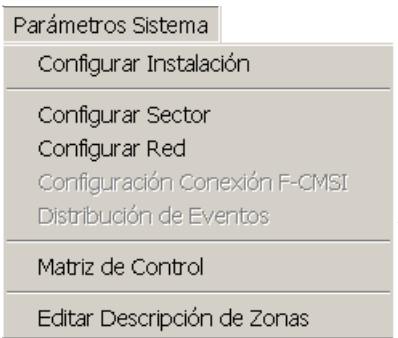 Parámetros Sistema
Configurar Instalación
Configurar Sector
Configurar Red
Configuración Conexión F-CMSI
Distribución de Eventos
Matriz de Control
Editar Descripción de Zonas